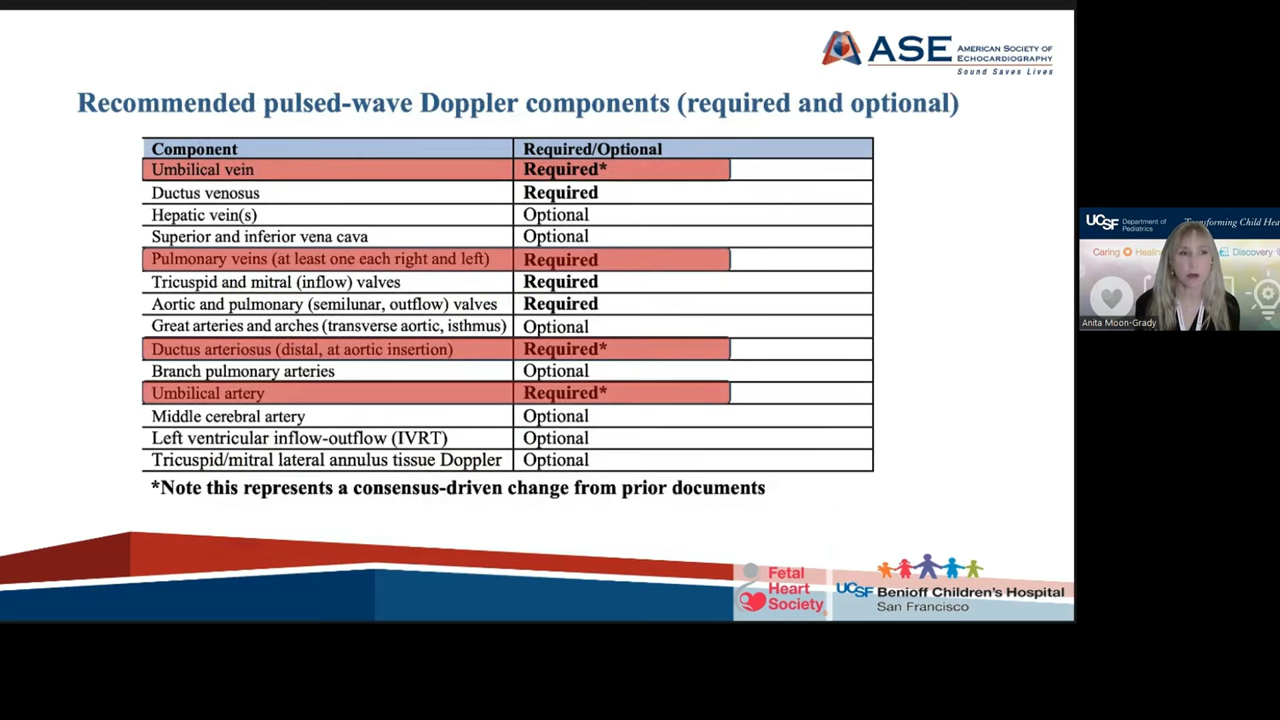 ASE AMERICAN SOCIETY OF
ECHOCARDIOGRAPHY
Sound Saves Lives
Recommended pulsed-wave Doppler components (required and optional)
Component Required/Optional
Umbilical vein Required*
Ductus venosus Required
Hepatic vein(s) Optional
Superior and inferior vena cava Optional
Pulmonary veins (at least one each right and left) Required
Tricuspid and mitral (inflow) valves Required
Aortic and pulmonary (semilunar, outflow) valves Required
Great arteries and arches (transverse aortic, isthmus) Optional
Ductus arteriosus (distal, at aortic insertion) Required*
Branch pulmonary arteries Optional
Umbilical artery Required*
Middle cerebral artery Optional
Left ventricular inflow-outflow (IVRT) Optional
Tricuspid/mitral lateral annulus tissue Doppler Optional
*Note this represents a consensus-driven change from prior documents
Fetal
Heart
Society
UCSF Benioff Children's Hospital
San Francisco
UCSF Department of
Pediatrics
Caring Discovery
Anita Moon-Grady